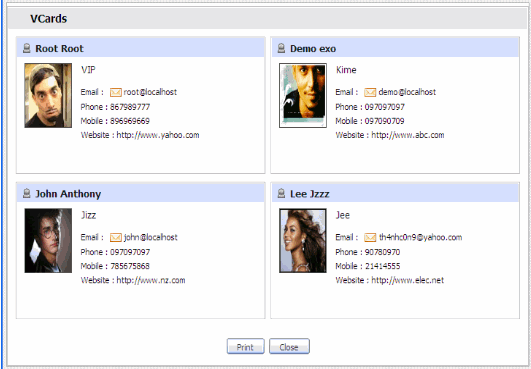 VCards
Root Root
VIP
Email : root@localhost
Phone : 867989777
Mobile : 896969669
Website : http://www.yahoo.com
Demo exo
Kime
Email : demo@localhost
Phone : 097097097
Mobile : 097090709
Website : http://www.abc.com
John Anthony
Jizz
Email : john@localhost
Phone : 097097097
Mobile : 785675868
Website : http://www.nz.com
Lee Jzzz
Jee
Email : th4nhc0n9@yahoo.com
Phone : 90780970
Mobile : 21414555
Website : http://www.elec.net
Print Close